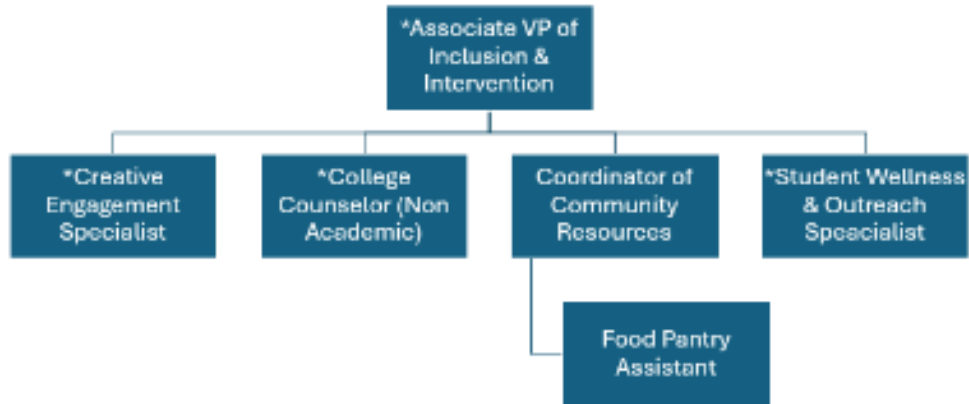 *Associate VP of
Inclusion &
Intervention
*Creative
Engagement
Specialist
*College
Counselor (Non
Academic)
Coordinator of
Community
Resources
*Student Wellness
& Outreach
Speacialist
Food Pantry
Assistant